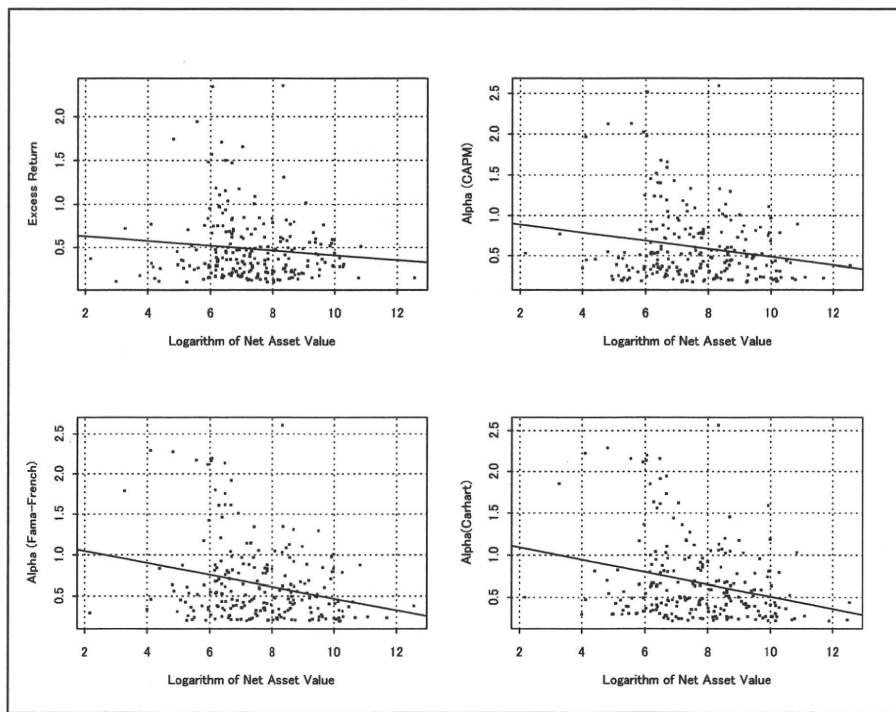 Excess Return
2.0
1.5
1.0
0.5
2 4 6 8 10 12
Logarithm of Net Asset Value
Alpha (CAPM)
2.5
2.0
1.5
1.0
0.5
2 4 6 8 10 12
Logarithm of Net Asset Value
Alpha (Fama-French)
2.5
2.0
1.5
1.0
0.5
2 4 6 8 10 12
Logarithm of Net Asset Value
Alpha(Carhart)
2.5
2.0
1.5
1.0
0.5
2 4 6 8 10 12
Logarithm of Net Asset Value